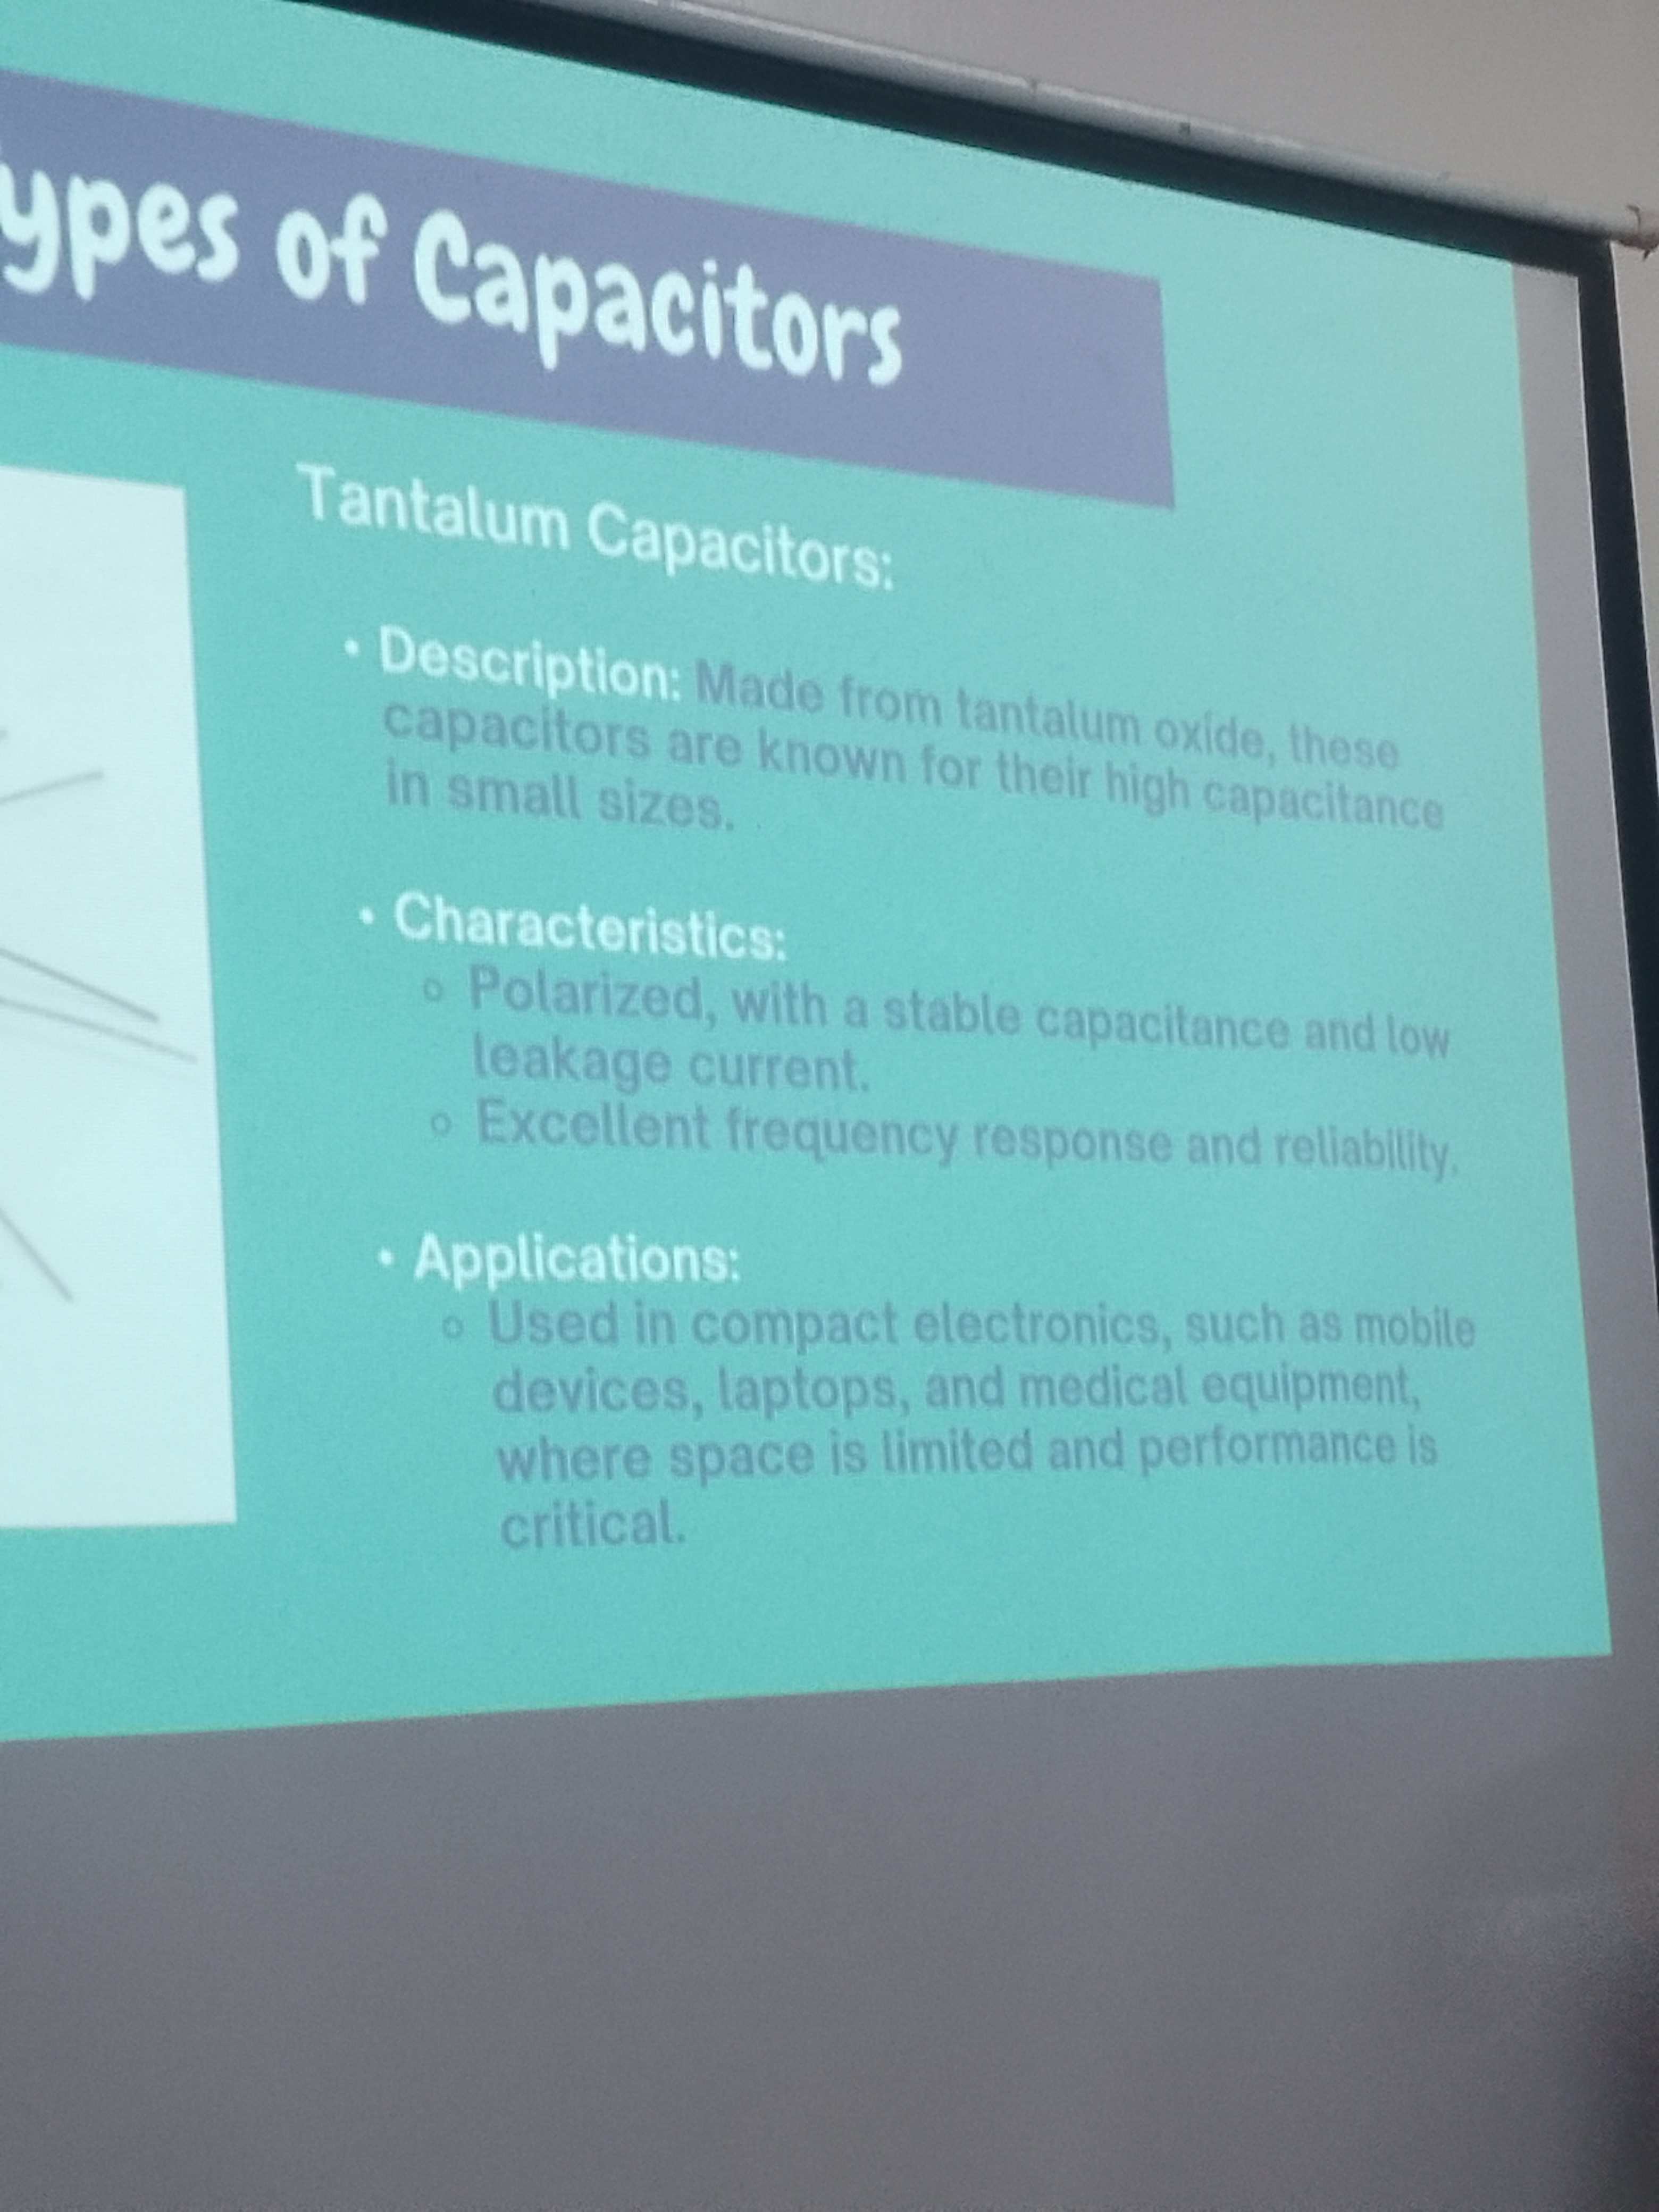 ypes of Capacitors
Tantalum Capacitors:
• Description: Made from tantalum oxide, these
capacitors are known for their high capacitance
in small sizes.
• Characteristics:
○ Polarized, with a stable capacitance and low
leakage current.
○ Excellent frequency response and reliability.
• Applications:
○ Used in compact electronics, such as mobile
devices, laptops, and medical equipment,
where space is limited and performance is
critical.